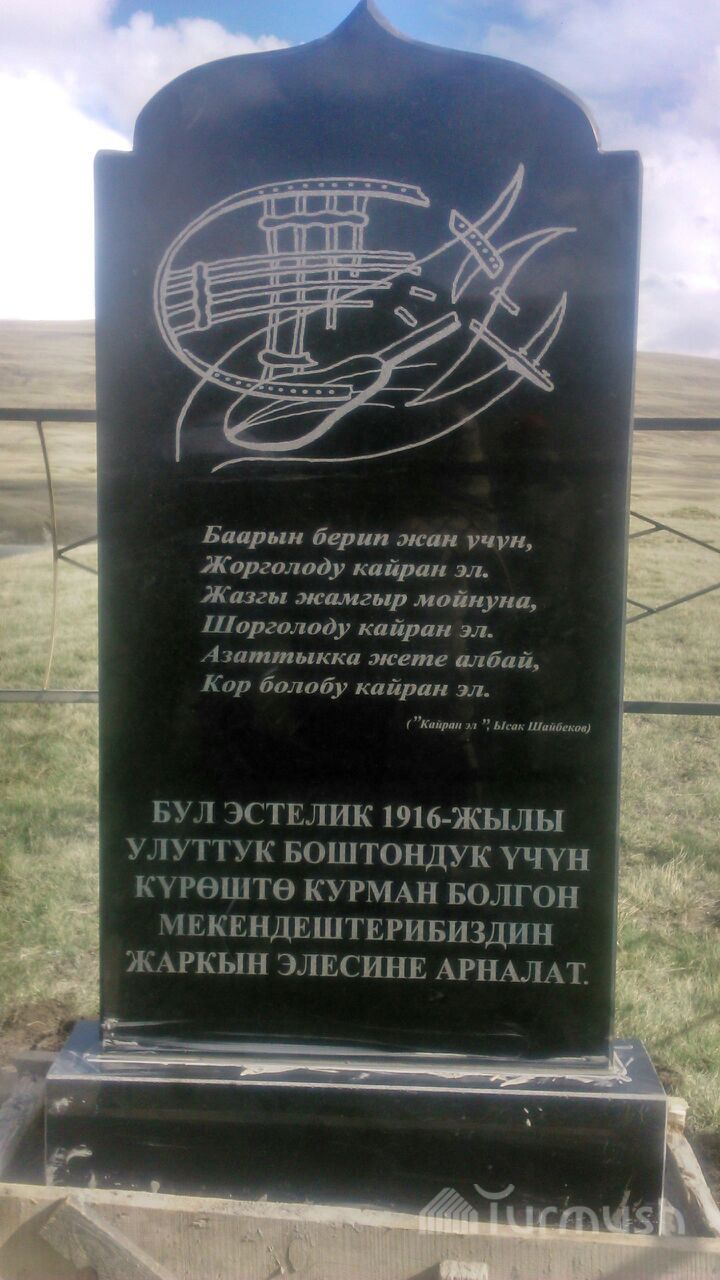 Баарын берип жан үчүн,
Жорголоду кайран эл.
Жазгы жамгыр мойнуна,
Шорголоду кайран эл.
Азаттыкка жете албай,
Кор болобу кайран эл.
("Кайран эл", Ысак Шайбеков)
БУЛ ЭСТЕЛИК 1916-ЖЫЛЫ
УЛУТТУК БОШТОНДУК ҮЧҮН
КҮРӨШТӨ КУРМАН БОЛГОН
МЕКЕНДЕШТЕРИБИЗДИН
ЖАРКЫН ЭЛЕСИНЕ АРНАЛАТ.
Turmush